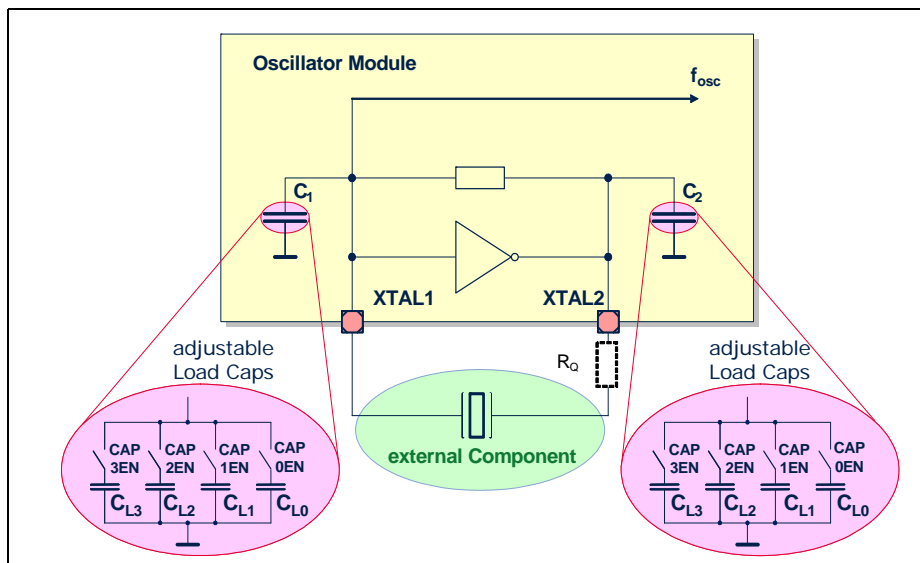 Oscillator Module
fosc
C1
C2
XTAL1
XTAL2
adjustable
Load Caps
RQ
adjustable
Load Caps
external Component
CAP
3EN
CAP
2EN
CAP
1EN
CAP
0EN
CL3
CL2
CL1
CL0
CAP
3EN
CAP
2EN
CAP
1EN
CAP
0EN
CL3
CL2
CL1
CL0